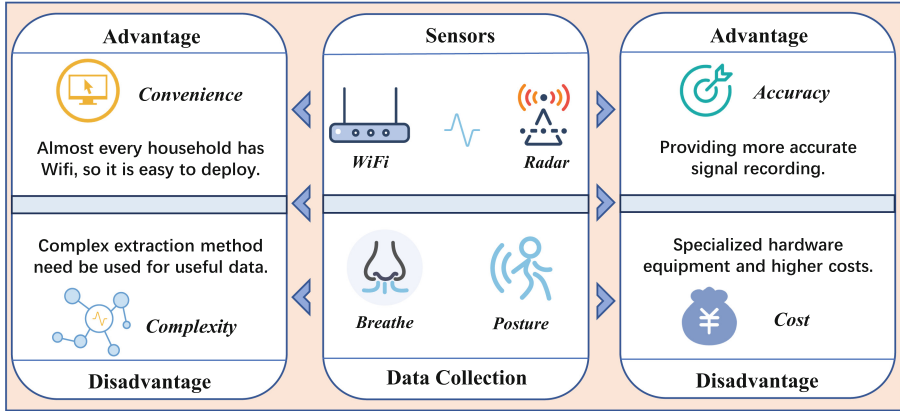 Advantage
Convenience
Almost every household has
Wifi, so it is easy to deploy.
Complex extraction method
need be used for useful data.
Complexity
Disadvantage
Sensors
WiFi
Radar
Breathe
Posture
Data Collection
Advantage
Accuracy
Providing more accurate
signal recording.
Specialized hardware
equipment and higher costs.
¥
Cost
Disadvantage